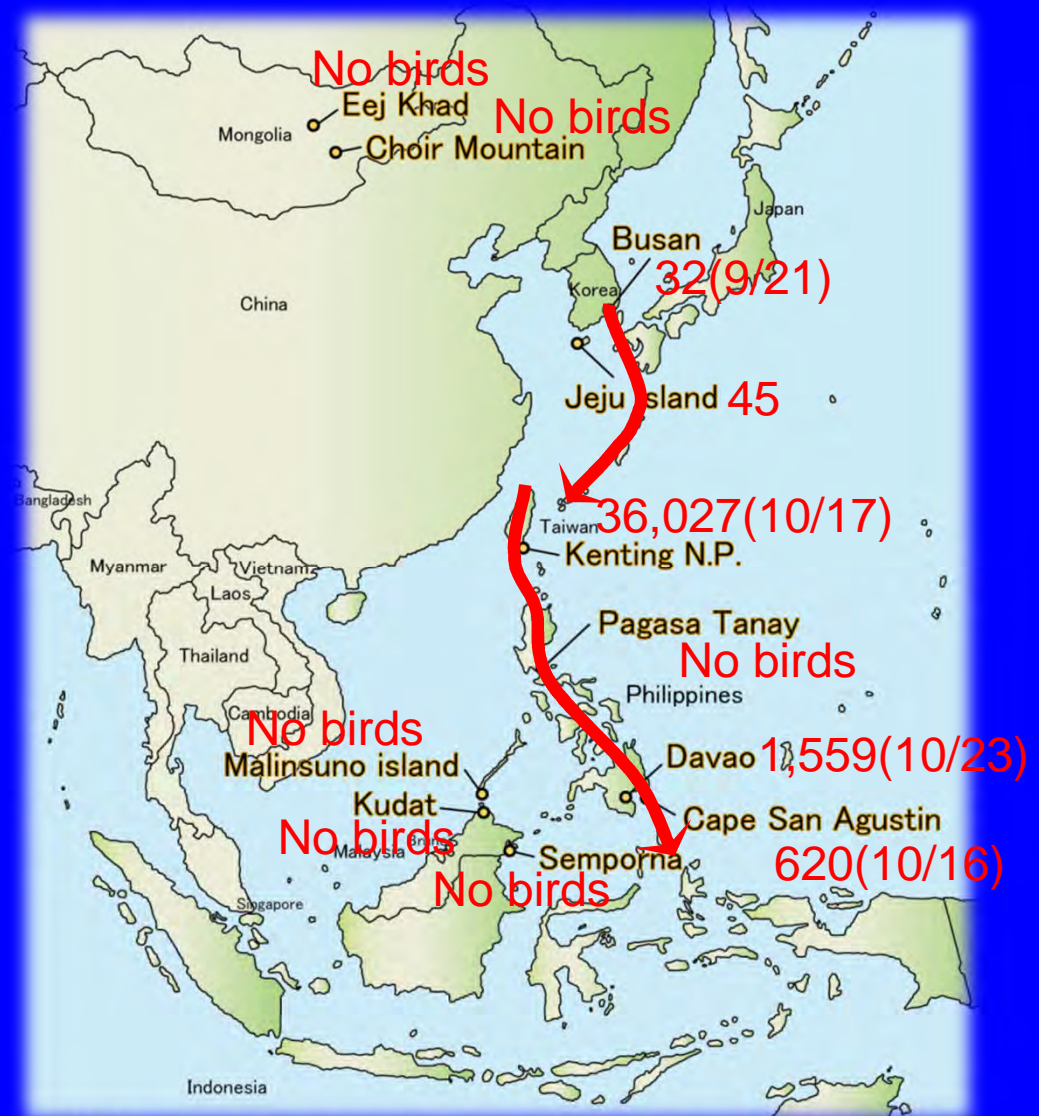 No birds
Eej Khad
No birds
Mongolia
Choir Mountain
Japan
Busan
32(9/21)
Korea
China
Jeju island 45
Bangladesh
36,027(10/17)
Taiwan
Kenting N.P.
Myanmar
Vietnam
Laos
Pagasa Tanay
Thailand
No birds
Philippines
Cambodia
No birds
Davao 1,559(10/23)
Malinsuno island
Kudat
Cape San Agustin
No birds
Malaysia
Semporna
620(10/16)
No birds
Singapore
Indonesia